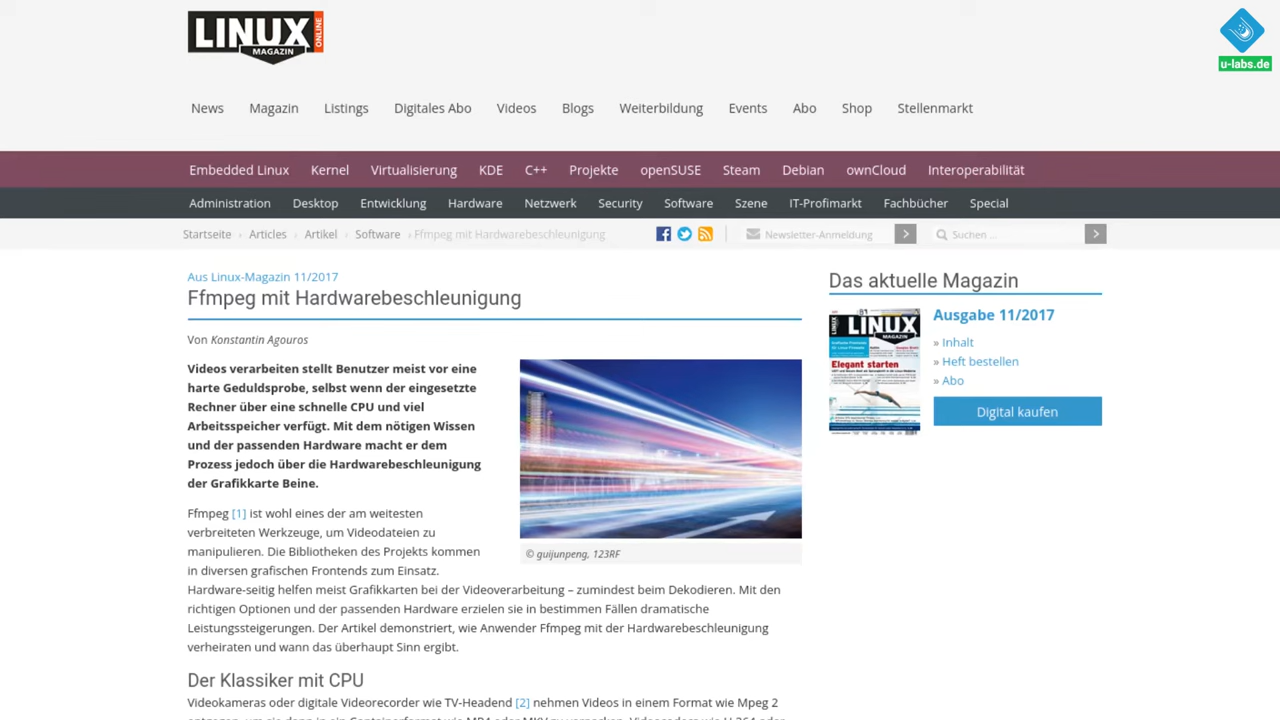 LINUX
MAGAZIN
ONLINE
u-labs.de
News Magazin Listings Digitales Abo Videos Blogs Weiterbildung Events Abo Shop Stellenmarkt
Embedded Linux Kernel Virtualisierung KDE C++ Projekte openSUSE Steam Debian ownCloud Interoperabilität
Administration Desktop Entwicklung Hardware Netzwerk Security Software Szene IT-Profimarkt Fachbücher Special
Startseite › Articles › Artikel › Software › Ffmpeg mit Hardwarebeschleunigung
Newsletter-Anmeldung > Suchen ... >
Aus Linux-Magazin 11/2017
Ffmpeg mit Hardwarebeschleunigung
Von Konstantin Agouros
Videos verarbeiten stellt Benutzer meist vor eine
harte Geduldsprobe, selbst wenn der eingesetzte
Rechner über eine schnelle CPU und viel
Arbeitsspeicher verfügt. Mit dem nötigen Wissen
und der passenden Hardware macht er dem
Prozess jedoch über die Hardwarebeschleunigung
der Grafikkarte Beine.
© guijunpeng, 123RF
Ffmpeg [1] ist wohl eines der am weitesten
verbreiteten Werkzeuge, um Videodateien zu
manipulieren. Die Bibliotheken des Projekts kommen
in diversen grafischen Frontends zum Einsatz.
Hardware-seitig helfen meist Grafikkarten bei der Videoverarbeitung – zumindest beim Dekodieren. Mit den
richtigen Optionen und der passenden Hardware erzielen sie in bestimmen Fällen dramatische
Leistungssteigerungen. Der Artikel demonstriert, wie Anwender Ffmpeg mit der Hardwarebeschleunigung
verheiraten und wann das überhaupt Sinn ergibt.
Der Klassiker mit CPU
Videokameras oder digitale Videorecorder wie TV-Headend [2] nehmen Videos in einem Format wie Mpeg 2
Das aktuelle Magazin
LINUX
MAGAZIN
Elegant starten
Ausgabe 11/2017
» Inhalt
» Heft bestellen
» Abo
Digital kaufen